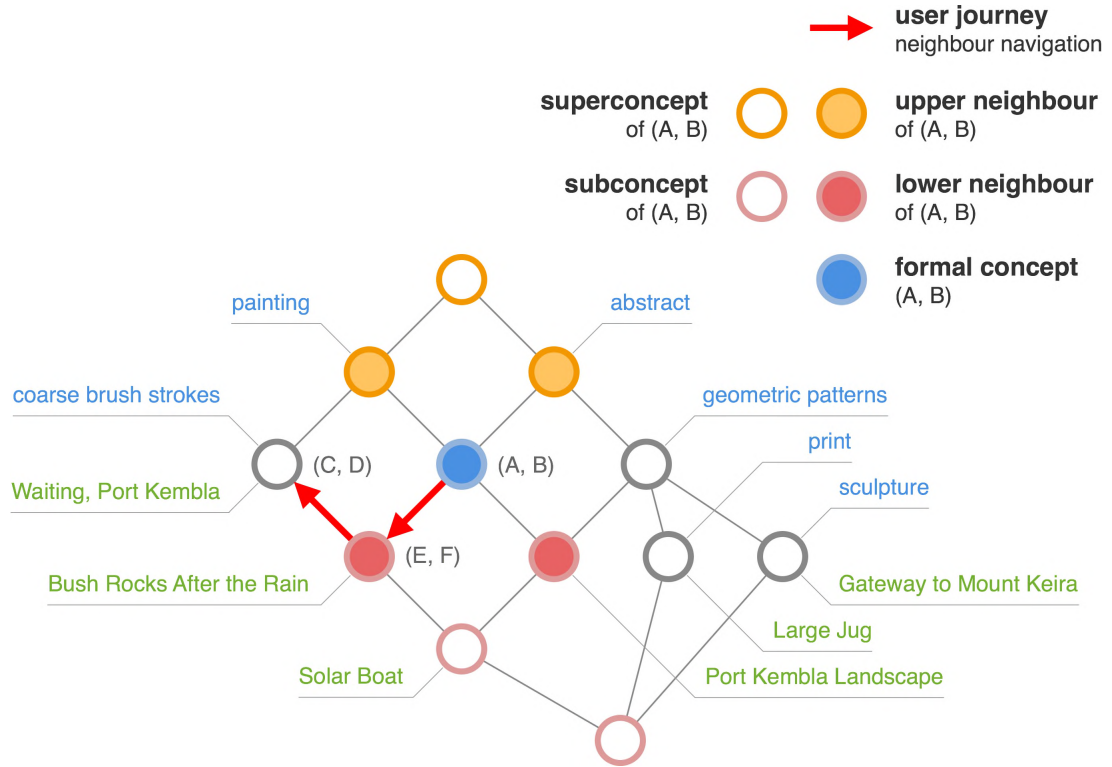 user journey
neighbour navigation
superconcept
of (A, B)
upper neighbour
of (A, B)
subconcept
of (A, B)
lower neighbour
of (A, B)
formal concept
(A, B)
painting
abstract
coarse brush strokes
geometric patterns
print
(C, D)
(A, B)
Waiting, Port Kembla
sculpture
(E, F)
Bush Rocks After the Rain
Gateway to Mount Keira
Large Jug
Solar Boat
Port Kembla Landscape